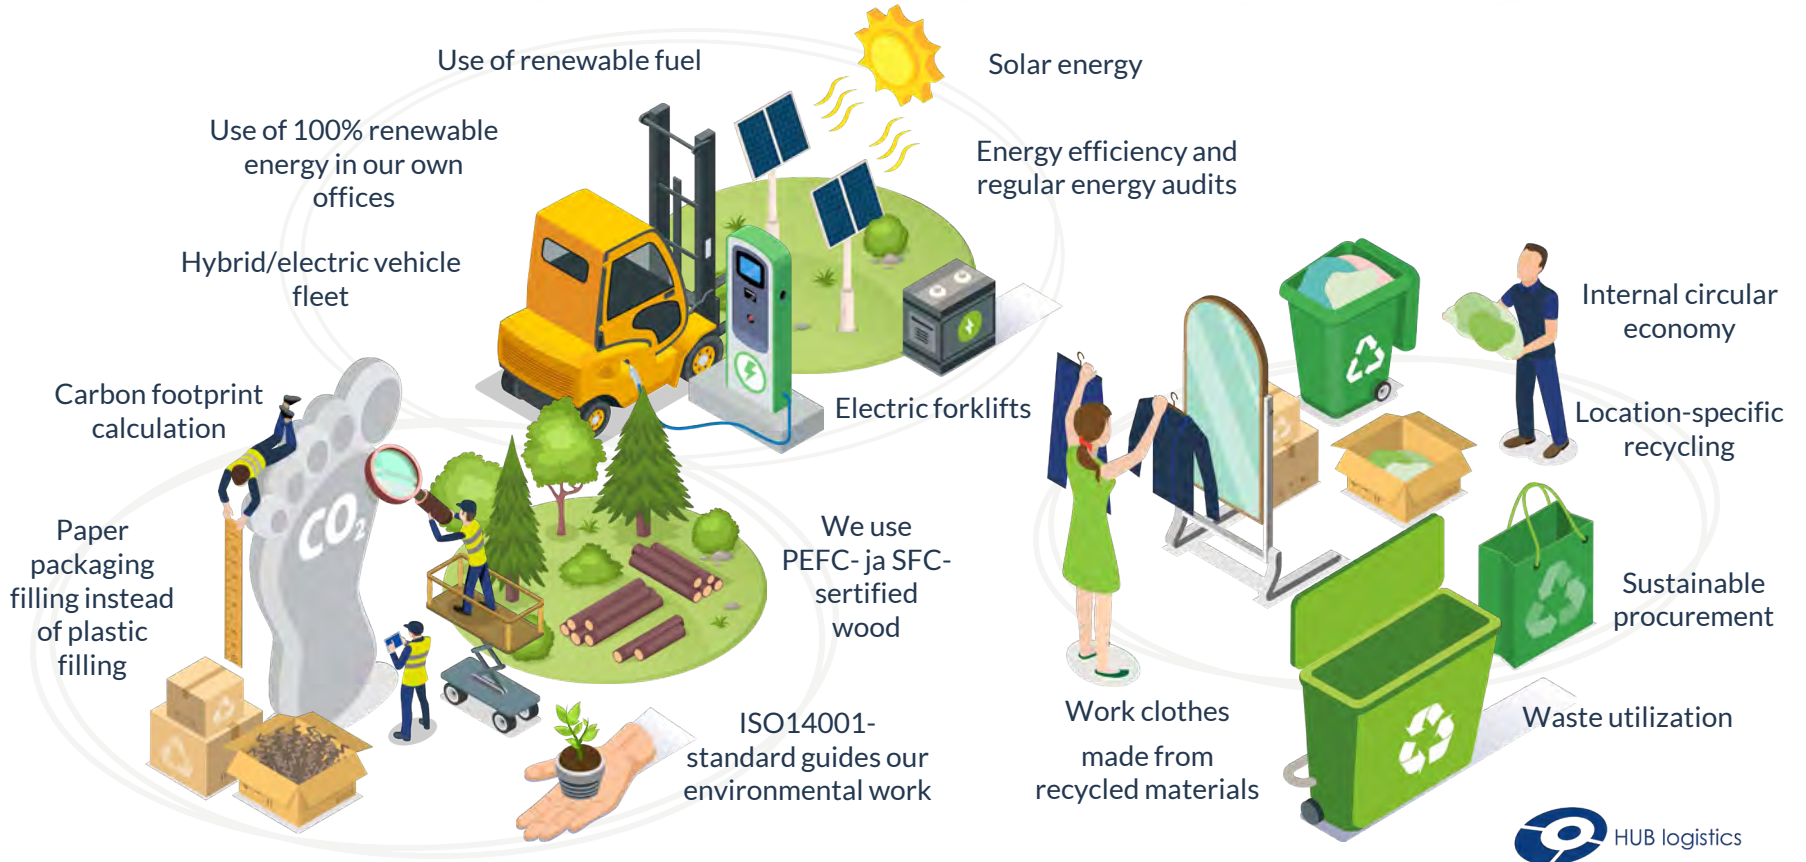 Use of renewable fuel
Solar energy
Use of 100% renewable
energy in our own
offices
Energy efficiency and
regular energy audits
Hybrid/electric vehicle
fleet
Electric forklifts
Internal circular
economy
Location-specific
recycling
Carbon footprint
calculation
CO2
Paper
packaging
filling instead
of plastic
filling
We use
PEFC- ja SFC-
sertified
wood
ISO14001-
standard guides our
environmental work
Sustainable
procurement
Work clothes
made from
recycled materials
Waste utilization
HUB logistics